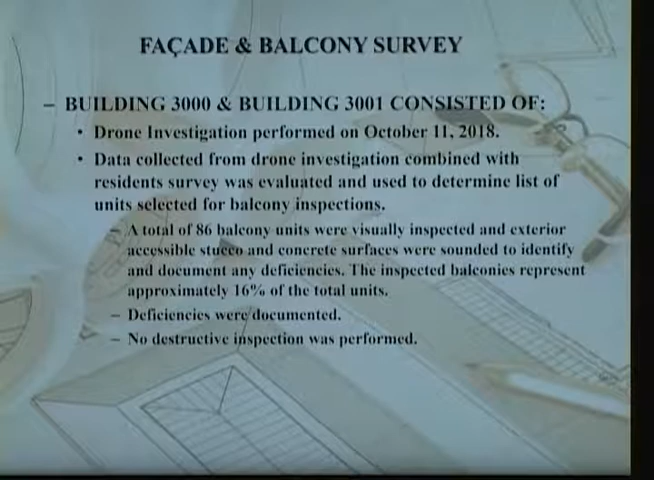 FAÇADE & BALCONY SURVEY
– BUILDING 3000 & BUILDING 3001 CONSISTED OF:
• Drone Investigation performed on October 11, 2018.
• Data collected from drone investigation combined with
residents survey was evaluated and used to determine list of
units selected for balcony inspections.
– A total of 86 balcony units were visually inspected and exterior
accessible stucco and concrete surfaces were sounded to identify
and document any deficiencies. The inspected balconies represent
approximately 16% of the total units.
– Deficiencies were documented.
– No destructive inspection was performed.